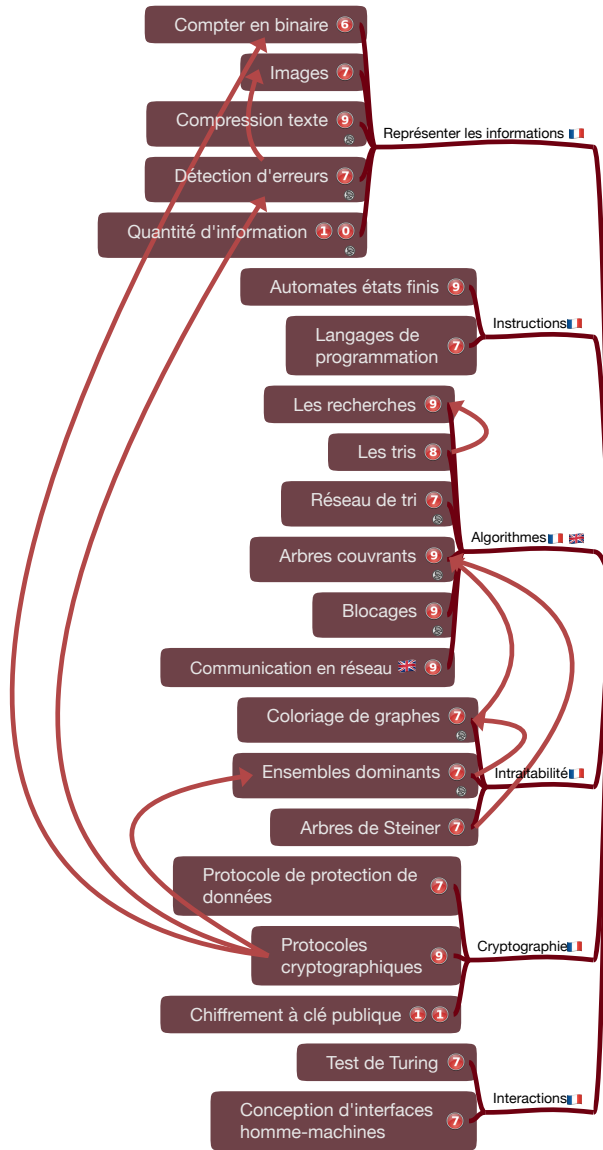 Compter en binaire 6
Images 7
Compression texte 9
Représenter les informations
Détection d'erreurs 7
Quantité d'information 1 0
Automates états finis 9
Instructions
Langages de
programmation 7
Les recherches 9
Les tris 8
Réseau de tri 7
Algorithmes
Arbres couvrants 9
Blocages 9
Communication en réseau 9
Coloriage de graphes 7
Ensembles dominants 7
Intraitabilité
Arbres de Steiner 7
Protocole de protection de
données 7
Protocoles
cryptographiques 9
Cryptographie
Chiffrement à clé publique 1 1
Test de Turing 7
Interactions
Conception d'interfaces
homme-machines 7